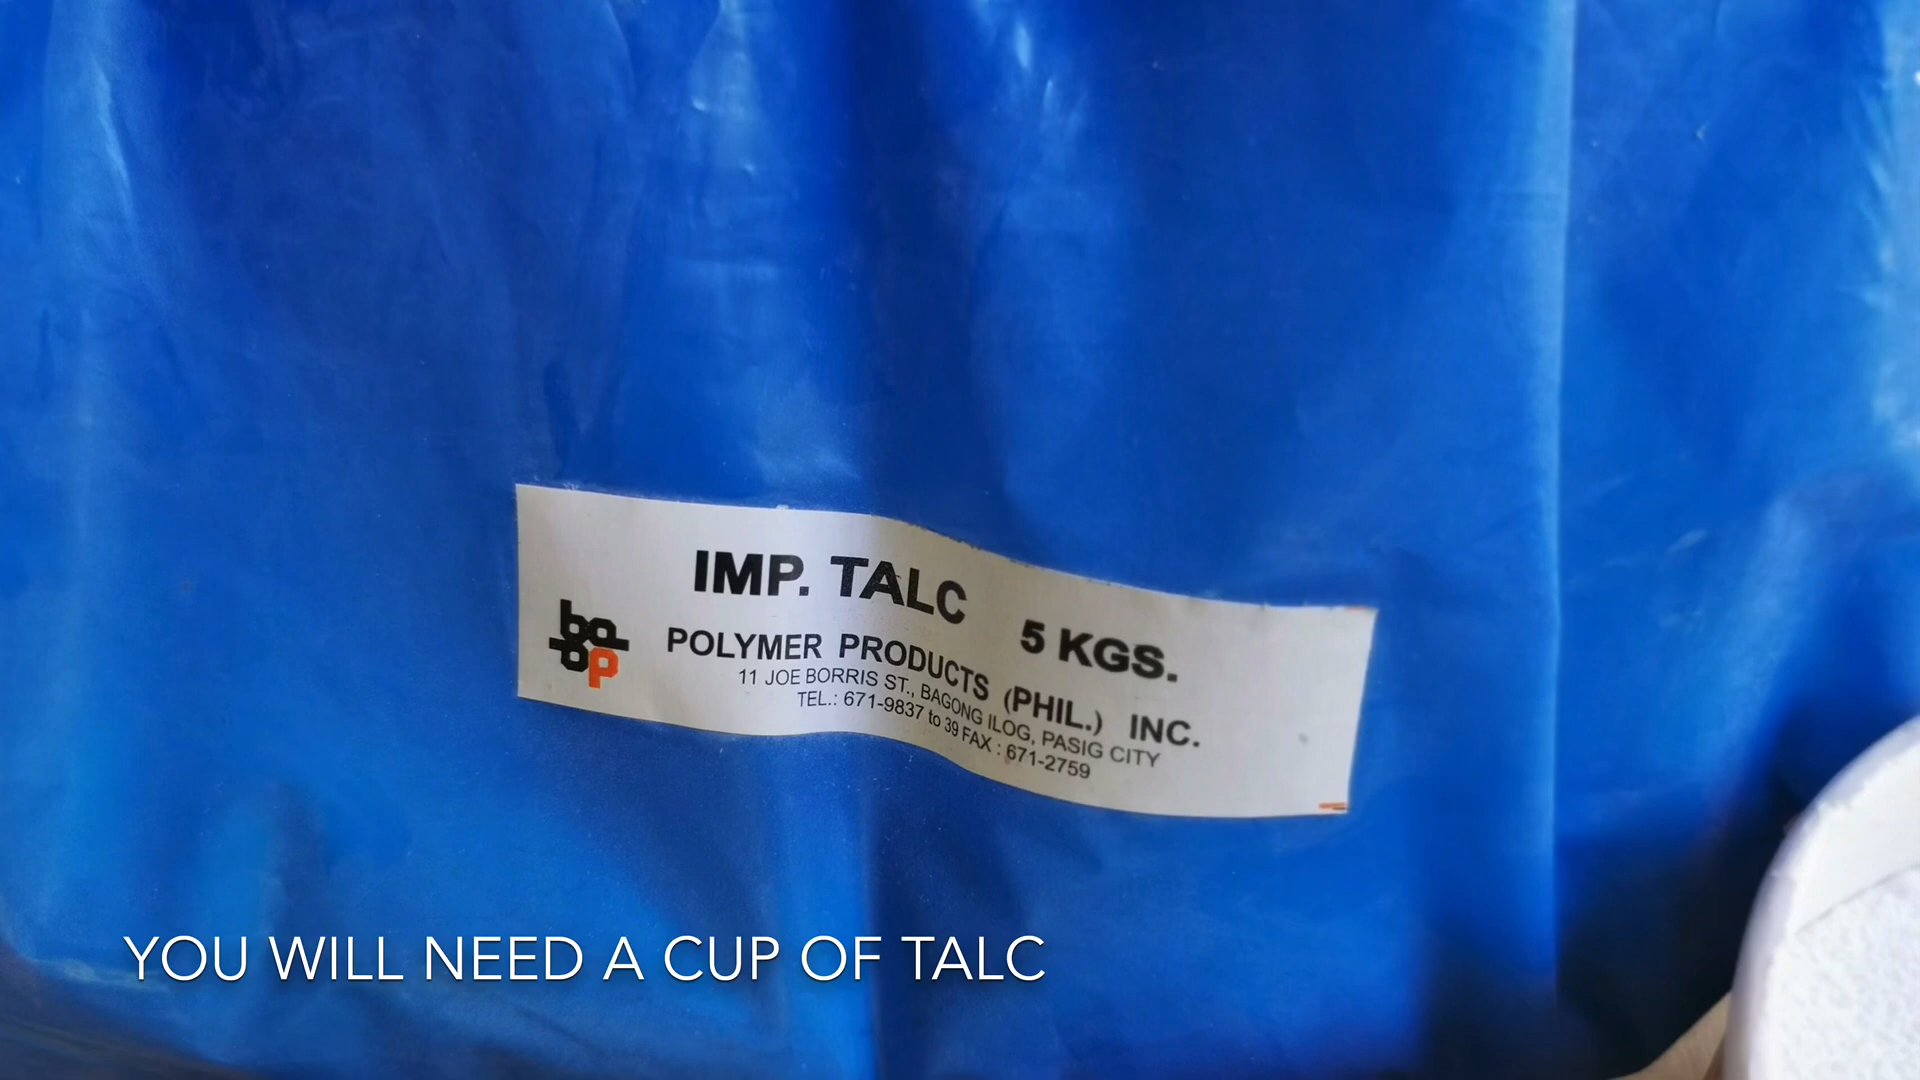 IMP. TALC 5 KGS.
POLYMER PRODUCTS (PHIL.) INC.
11 JOE BORRIS ST., BAGONG ILOG, PASIG CITY
TEL.: 671-9837 to 39 FAX : 671-2759
YOU WILL NEED A CUP OF TALC